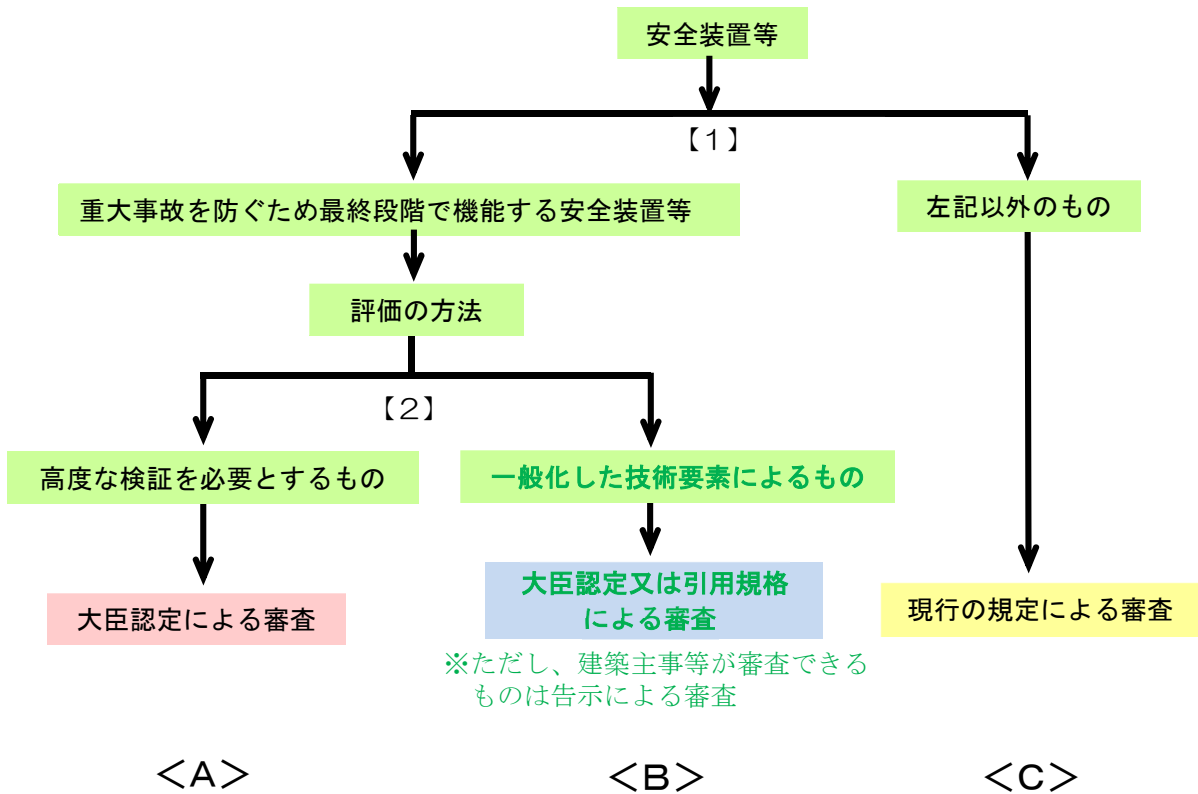 安全装置等
【１】
重大事故を防ぐため最終段階で機能する安全装置等
左記以外のもの
評価の方法
【２】
高度な検証を必要とするもの
一般化した技術要素によるもの
大臣認定による審査
大臣認定又は引用規格
による審査
現行の規定による審査
※ただし、建築主事等が審査できる
ものは告示による審査
＜Ａ＞
＜Ｂ＞
＜Ｃ＞